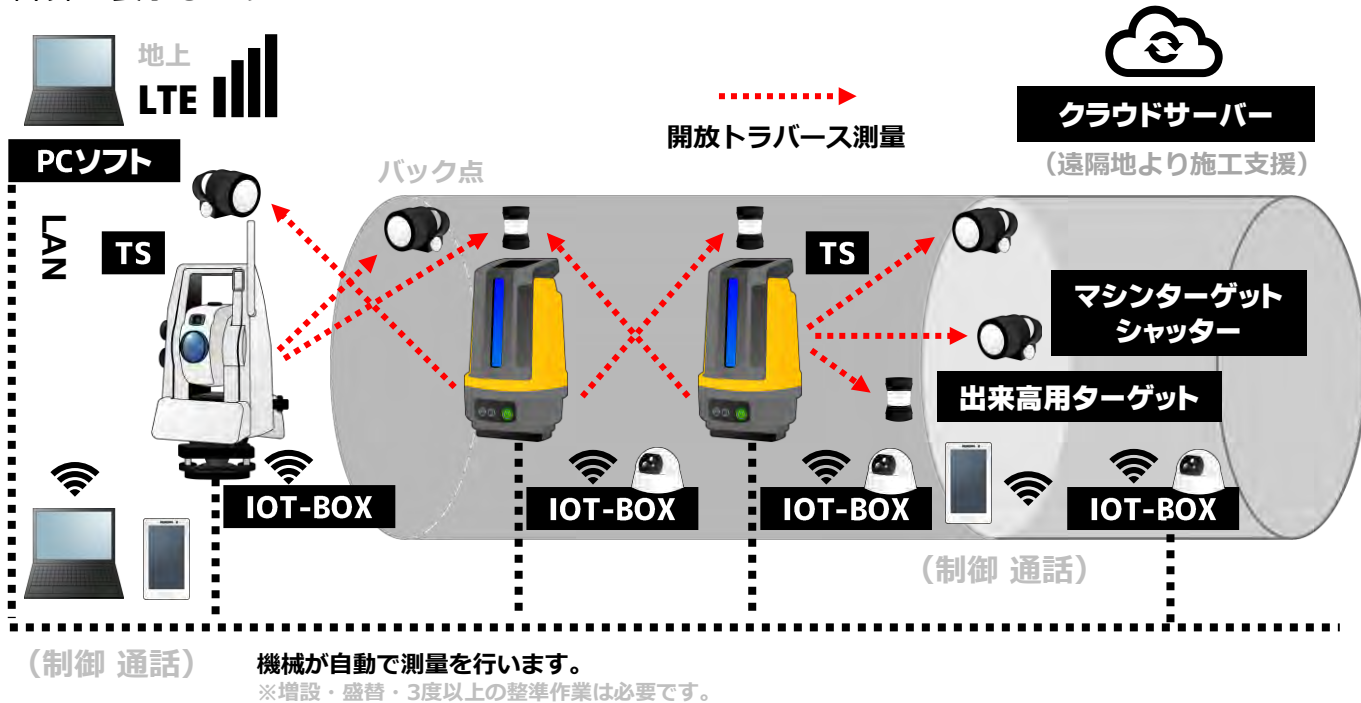 地上
LTE
PCソフト
LAN
TS
バック点
開放トラバース測量
クラウドサーバー
（遠隔地より施工支援）
TS
マシンターゲット
シャッター
出来高用ターゲット
IOT-BOX
IOT-BOX
IOT-BOX
IOT-BOX
（制御 通話）
（制御 通話）
機械が自動で測量を行います。
※増設・盛替・3度以上の整準作業は必要です。